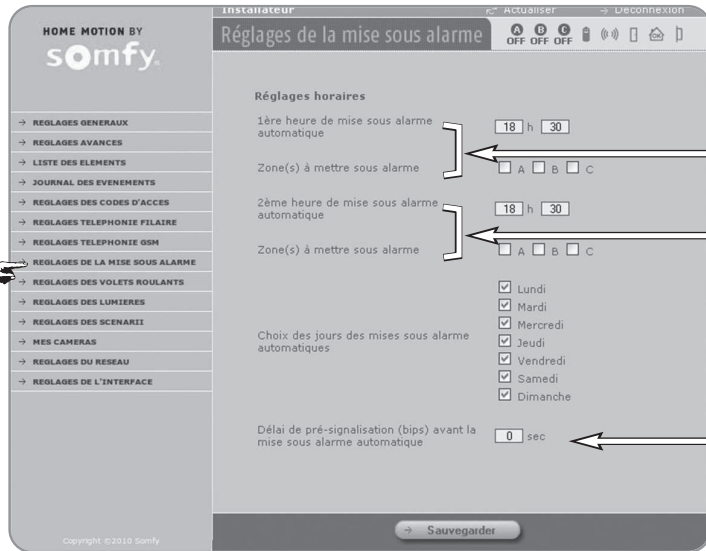 Installateur
Actualiser
→ Déconnexion
HOME MOTION BY
somfy.
Réglages de la mise sous alarme
A B C
OFF OFF OFF
OK
Réglages horaires
→ REGLAGES GENERAUX
→ REGLAGES AVANCES
→ LISTE DES ELEMENTS
→ JOURNAL DES EVENEMENTS
→ REGLAGES DES CODES D'ACCES
→ REGLAGES TELEPHONIE FILAIRE
→ REGLAGES TELEPHONIE GSM
→ REGLAGES DE LA MISE SOUS ALARME
→ REGLAGES DES VOLETS ROULANTS
→ REGLAGES DES LUMIERES
→ REGLAGES DES SCENARII
→ MES CAMERAS
→ REGLAGES DU RESEAU
→ REGLAGES DE L'INTERFACE
1ère heure de mise sous alarme
automatique
18 h 30
Zone(s) à mettre sous alarme
A B C
2ème heure de mise sous alarme
automatique
18 h 30
Zone(s) à mettre sous alarme
A B C
Choix des jours des mises sous alarme
automatiques
Lundi
Mardi
Mercredi
Jeudi
Vendredi
Samedi
Dimanche
Délai de pré-signalisation (bips) avant la
mise sous alarme automatique
0 sec
→ Sauvegarder
Copyright ©2010 Somfy